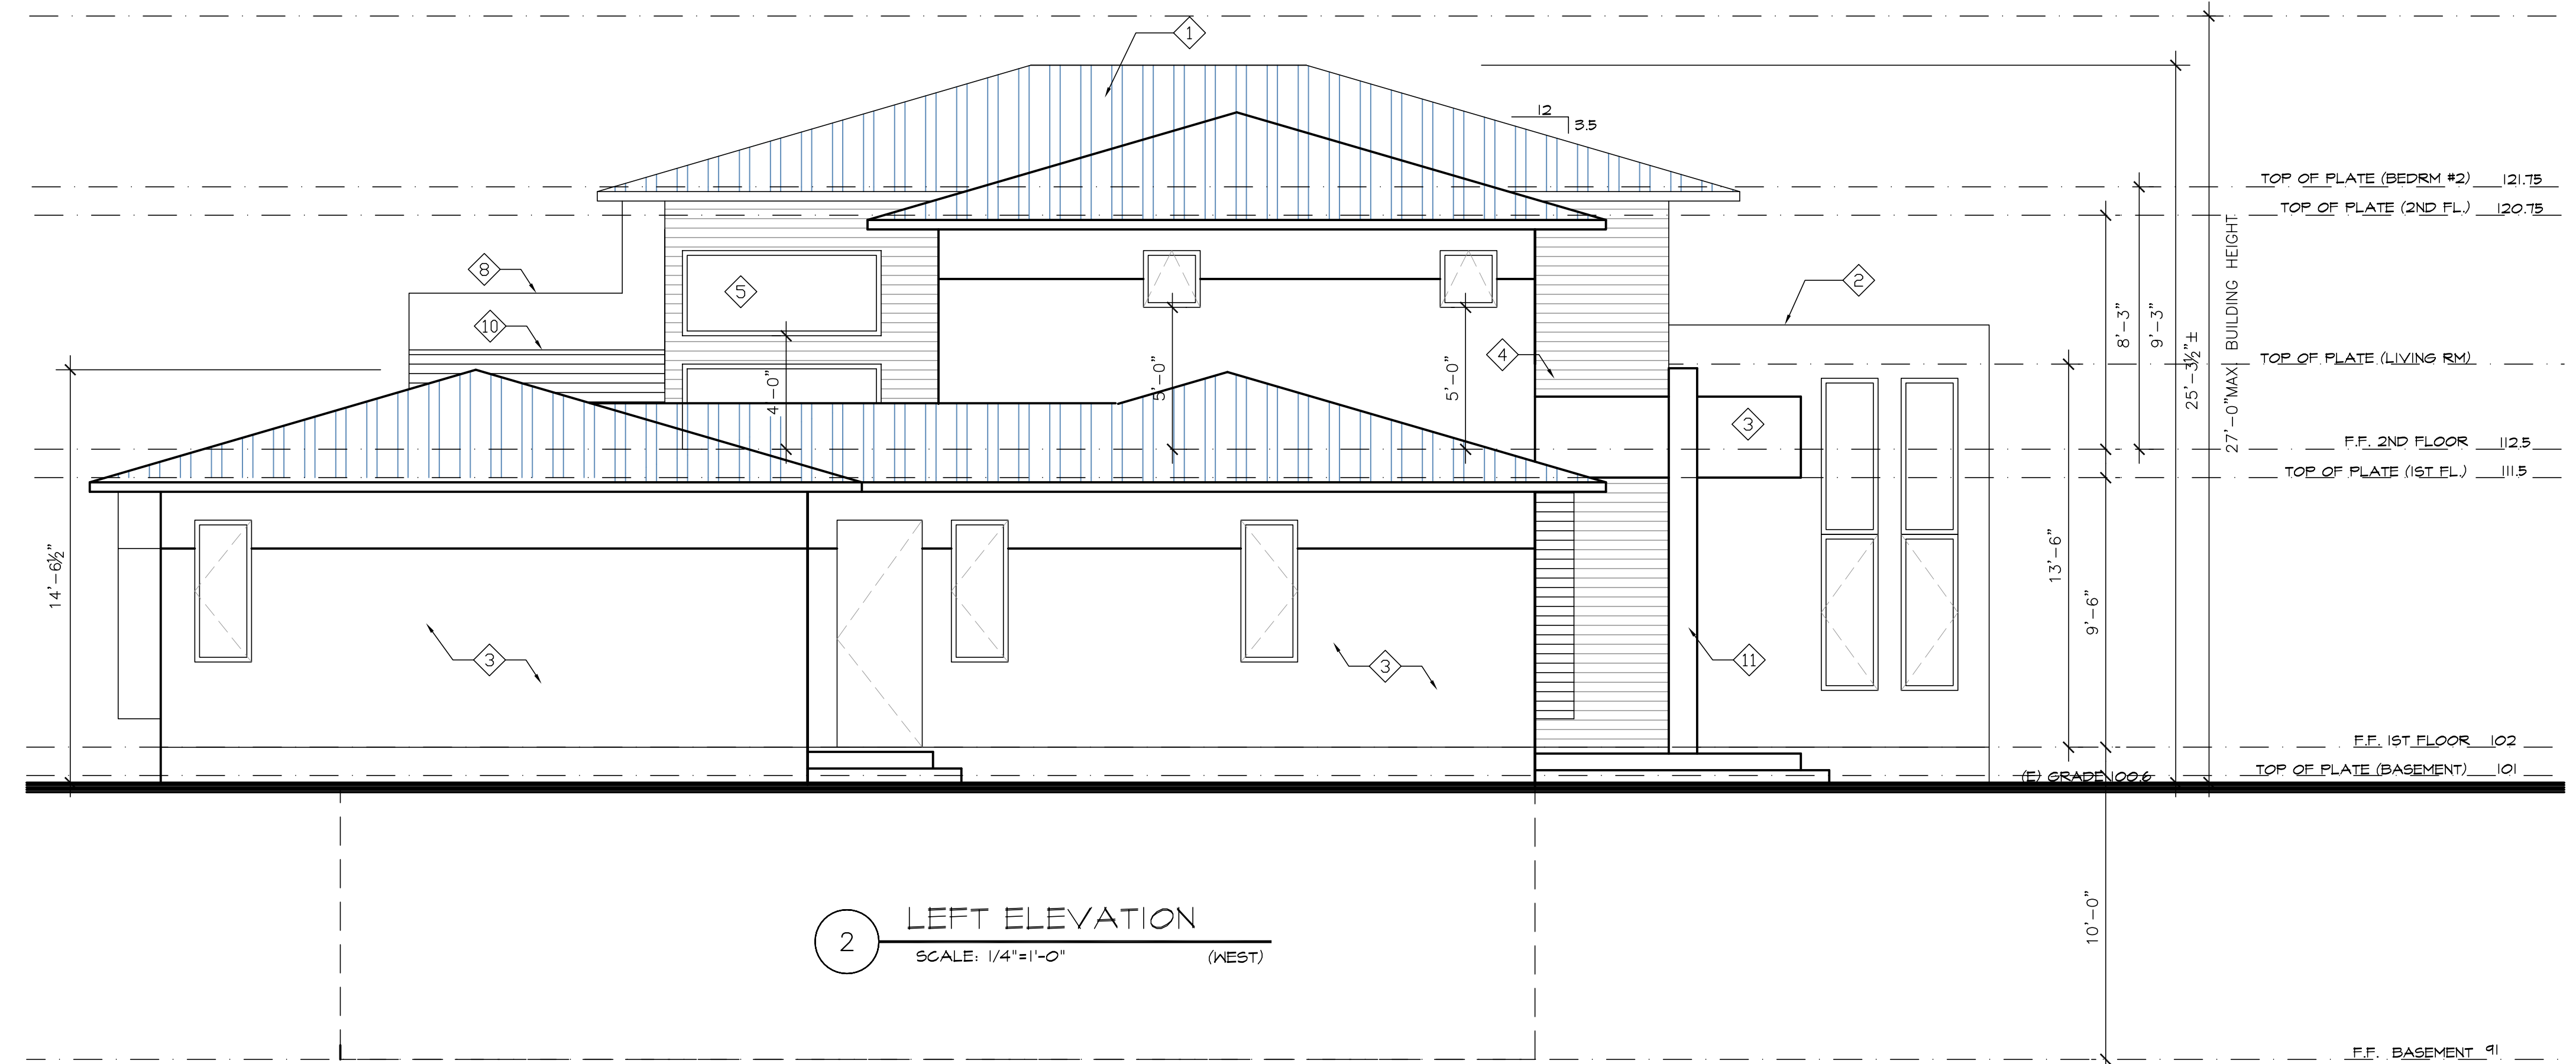 1
12
3.5
TOP OF PLATE (BEDRM #2) 121.75
TOP OF PLATE (2ND FL.) 120.75
8
5
2
10
4
3
4'-0"
5'-0"
5'-0"
8'-3"
9'-3"
25'-3½"±
27'-0"MAX BUILDING HEIGHT
TOP OF PLATE (LIVING RM)
F.F. 2ND FLOOR 112.5
TOP OF PLATE (1ST FL.) 111.5
14'-6½"
13'-6"
9'-6"
3
3
11
F.F. 1ST FLOOR 102
TOP OF PLATE (BASEMENT) 101
(E) GRADE 100.6
10'-0"
2
LEFT ELEVATION
SCALE: 1/4"=1'-0" (WEST)
F.F. BASEMENT 91